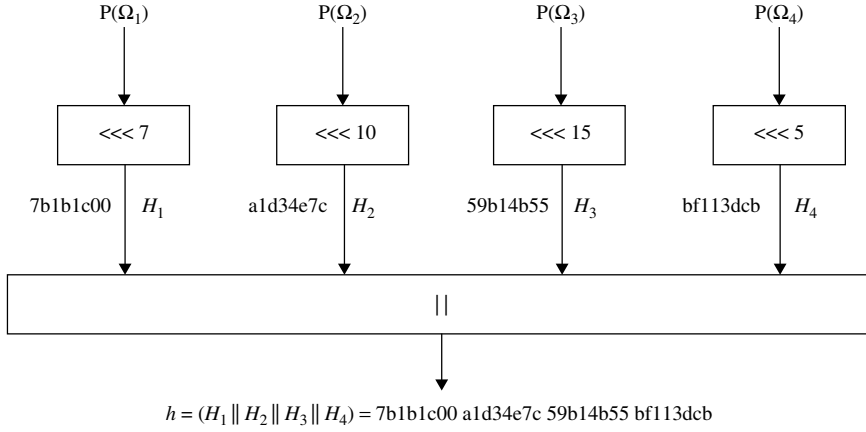 P(Ω₁) P(Ω₂) P(Ω₃) P(Ω₄)
<<< 7 <<< 10 <<< 15 <<< 5
7b1b1c00 H₁ a1d34e7c H₂ 59b14b55 H₃ bf113dcb H₄
||
h = (H₁ || H₂ || H₃ || H₄) = 7b1b1c00 a1d34e7c 59b14b55 bf113dcb